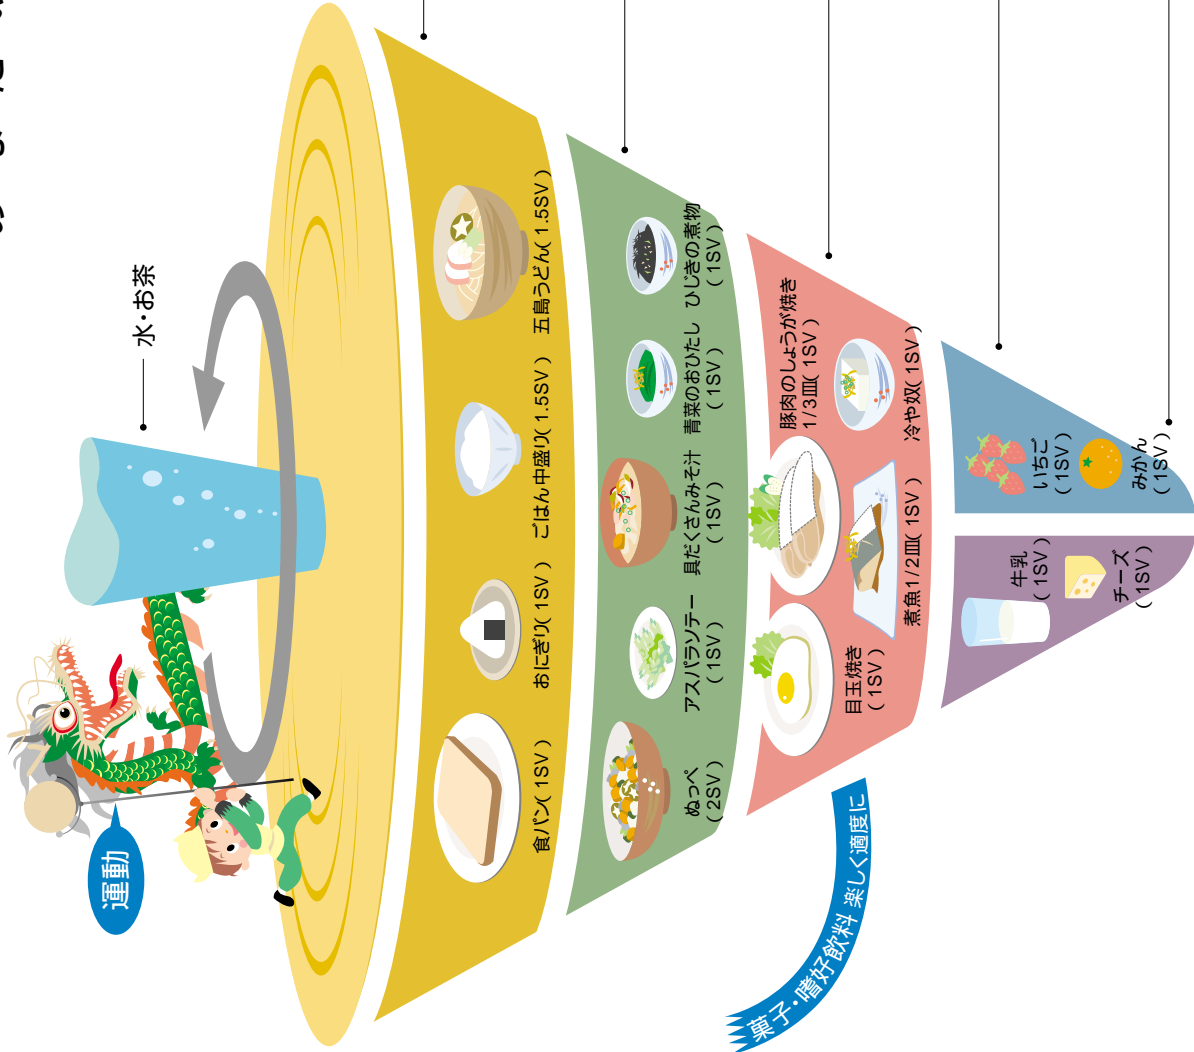 水・お茶
運動
食パン(1SV)
おにぎり(1SV)
ごはん中盛り(1.5SV)
五島うどん(1.5SV)
ぬっぺ
(2SV)
アスパラソテー
(1SV)
具だくさんみそ汁
(1SV)
青菜のおひたし
(1SV)
ひじきの煮物
(1SV)
目玉焼き
(1SV)
煮魚1/2皿(1SV)
豚肉のしょうが焼き
1/3皿(1SV)
冷や奴(1SV)
牛乳
(1SV)
チーズ
(1SV)
いちご
(1SV)
みかん
(1SV)
菓子・嗜好飲料 楽しく適度に